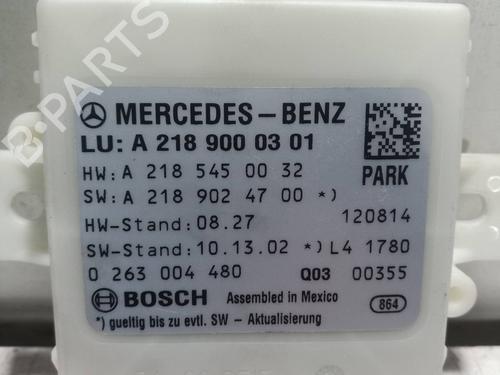 B-PARTS
MERCEDES-BENZ
LU: A 218 900 03 01
HW: A 218 545 00 32
PARK
SW: A 218 902 47 00 *)
HW-Stand: 08.27 120814
SW-Stand: 10.13.02 *) L4 1780
0 263 004 480 Q03 00355
BOSCH Assembled in Mexico 864
*) gueltig bis zu evtl. SW - Aktualisierung